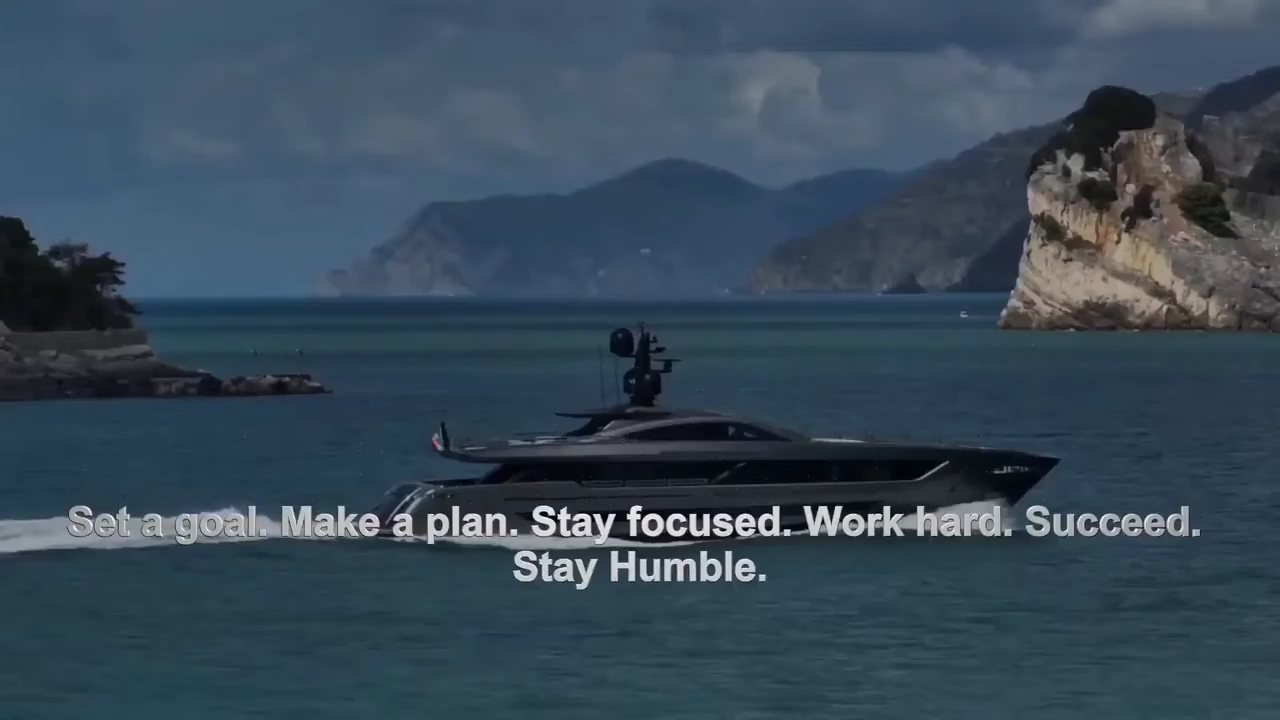 Set a goal. Make a plan. Stay focused. Work hard. Succeed.
Stay Humble.